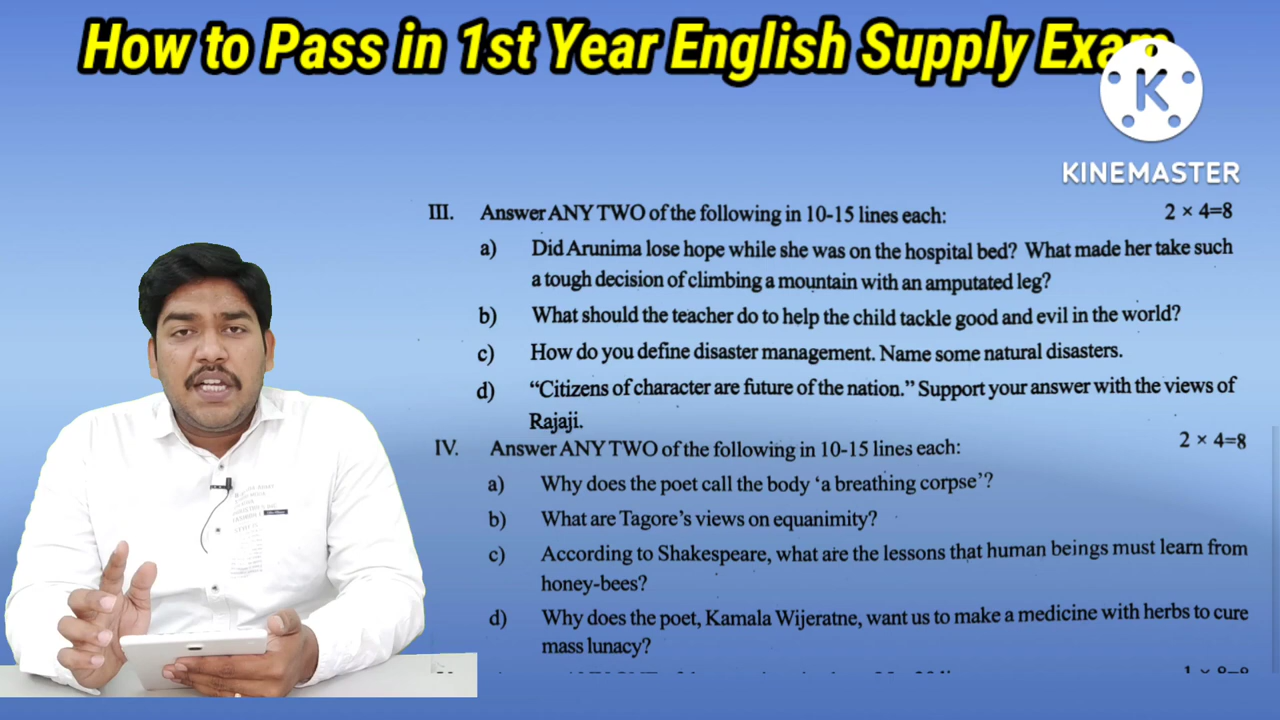 How to Pass in 1st Year English Supply Exam
KINEMASTER
III. Answer ANY TWO of the following in 10-15 lines each: 2 × 4=8
a) Did Arunima lose hope while she was on the hospital bed? What made her take such
a tough decision of climbing a mountain with an amputated leg?
b) What should the teacher do to help the child tackle good and evil in the world?
c) How do you define disaster management. Name some natural disasters.
d) “Citizens of character are future of the nation.” Support your answer with the views of
Rajaji.
IV. Answer ANY TWO of the following in 10-15 lines each: 2 × 4=8
a) Why does the poet call the body ‘a breathing corpse’?
b) What are Tagore’s views on equanimity?
c) According to Shakespeare, what are the lessons that human beings must learn from
honey-bees?
d) Why does the poet, Kamala Wijeratne, want us to make a medicine with herbs to cure
mass lunacy?